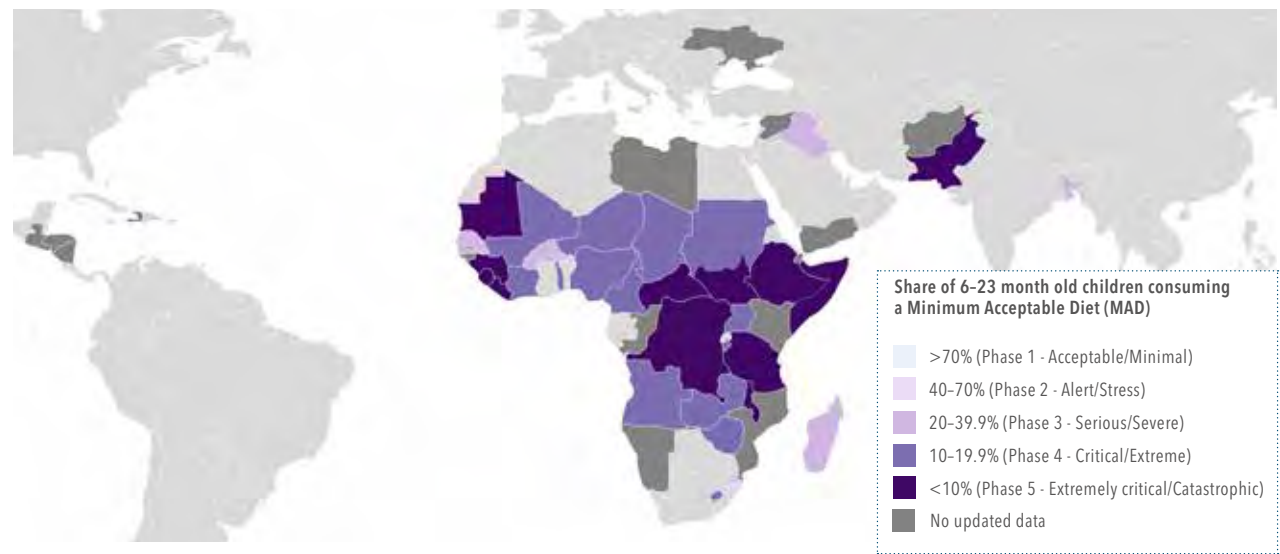 Share of 6–23 month old children consuming
a Minimum Acceptable Diet (MAD)
>70% (Phase 1 - Acceptable/Minimal)
40–70% (Phase 2 - Alert/Stress)
20–39.9% (Phase 3 - Serious/Severe)
10–19.9% (Phase 4 - Critical/Extreme)
<10% (Phase 5 - Extremely critical/Catastrophic)
No updated data